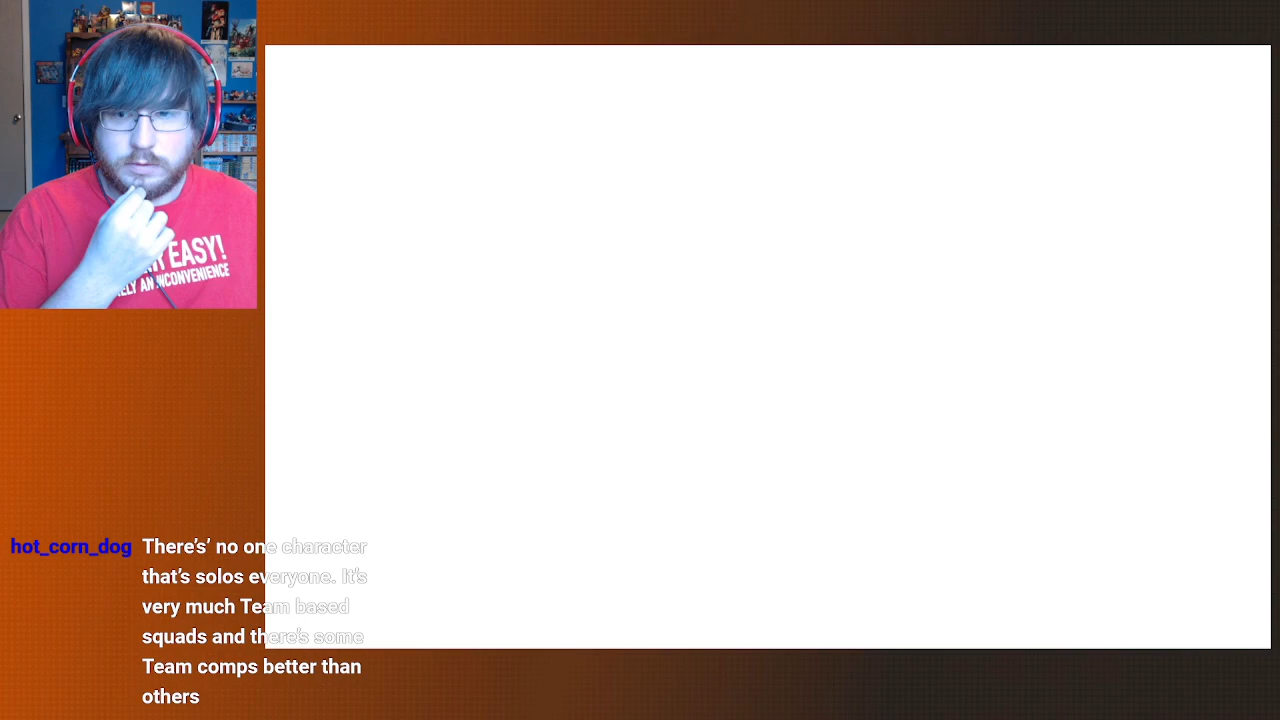 EASY!
AN INCONVENIENCE
hot_corn_dog There's' no one character
that's solos everyone. It's
very much Team based
squads and there's some
Team comps better than
others